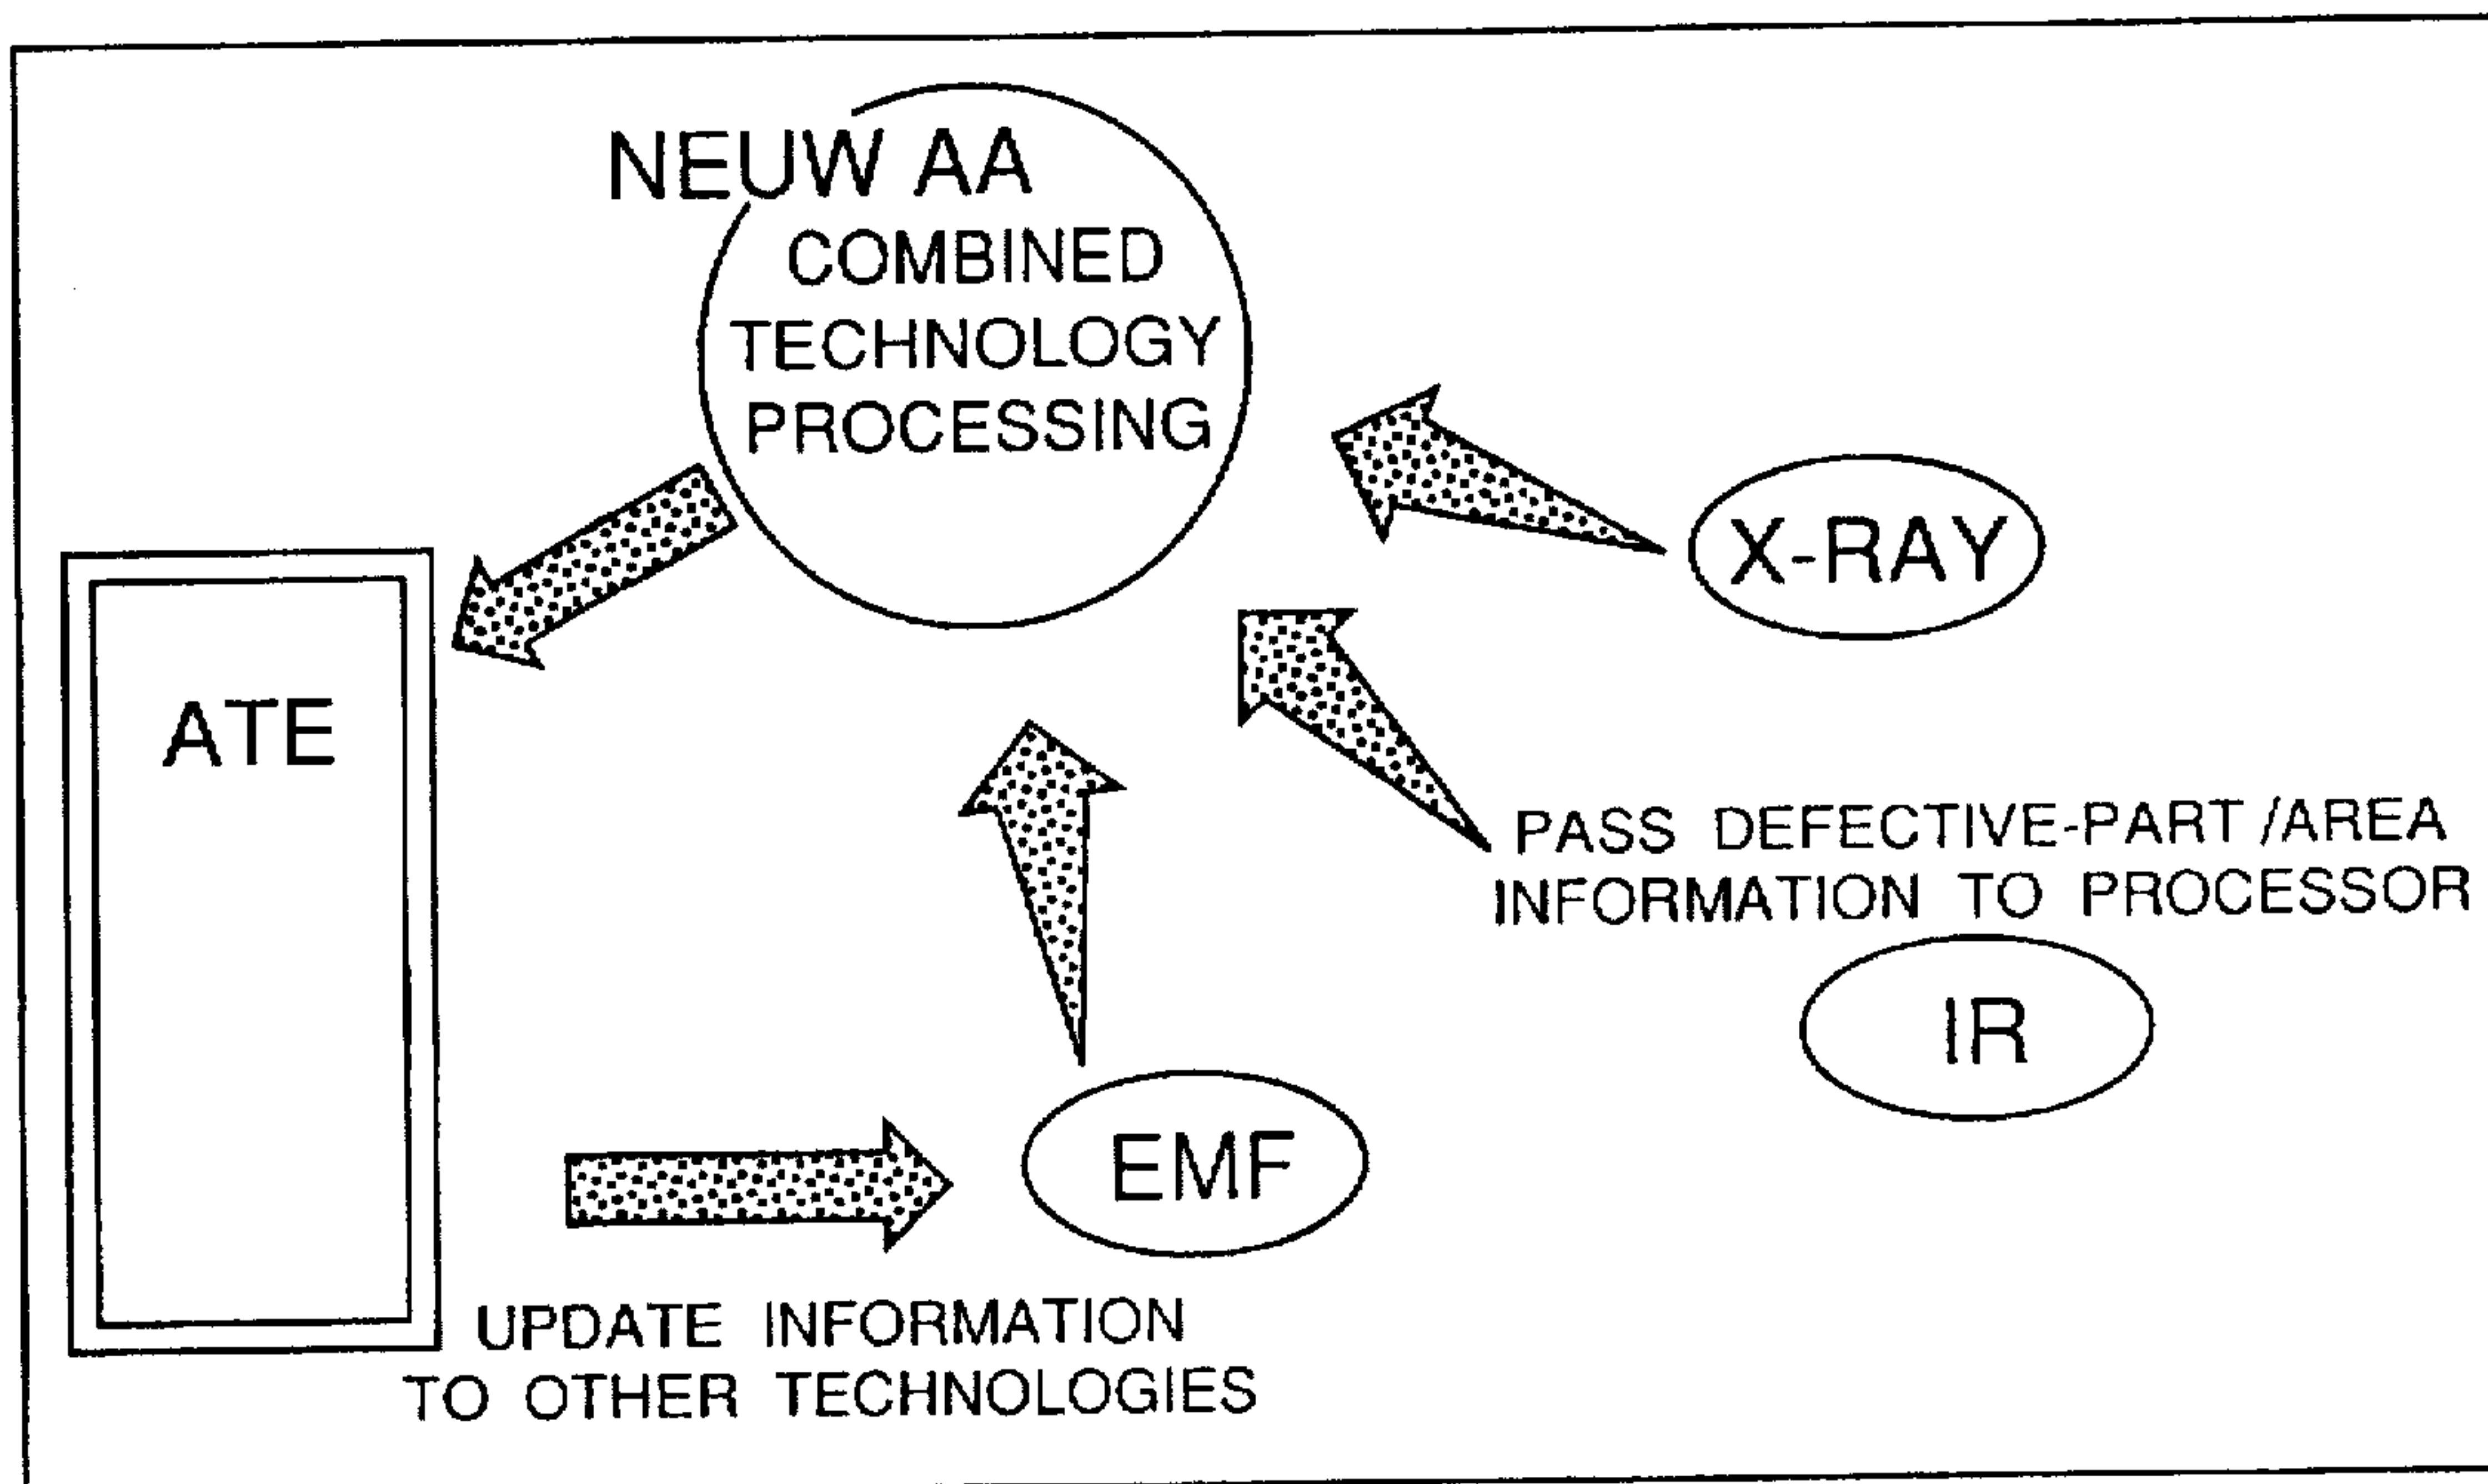 NEUW AA
COMBINED
TECHNOLOGY
PROCESSING
X-RAY
ATE
PASS DEFECTIVE-PART /AREA
INFORMATION TO PROCESSOR
IR
EMF
UPDATE INFORMATION
TO OTHER TECHNOLOGIES